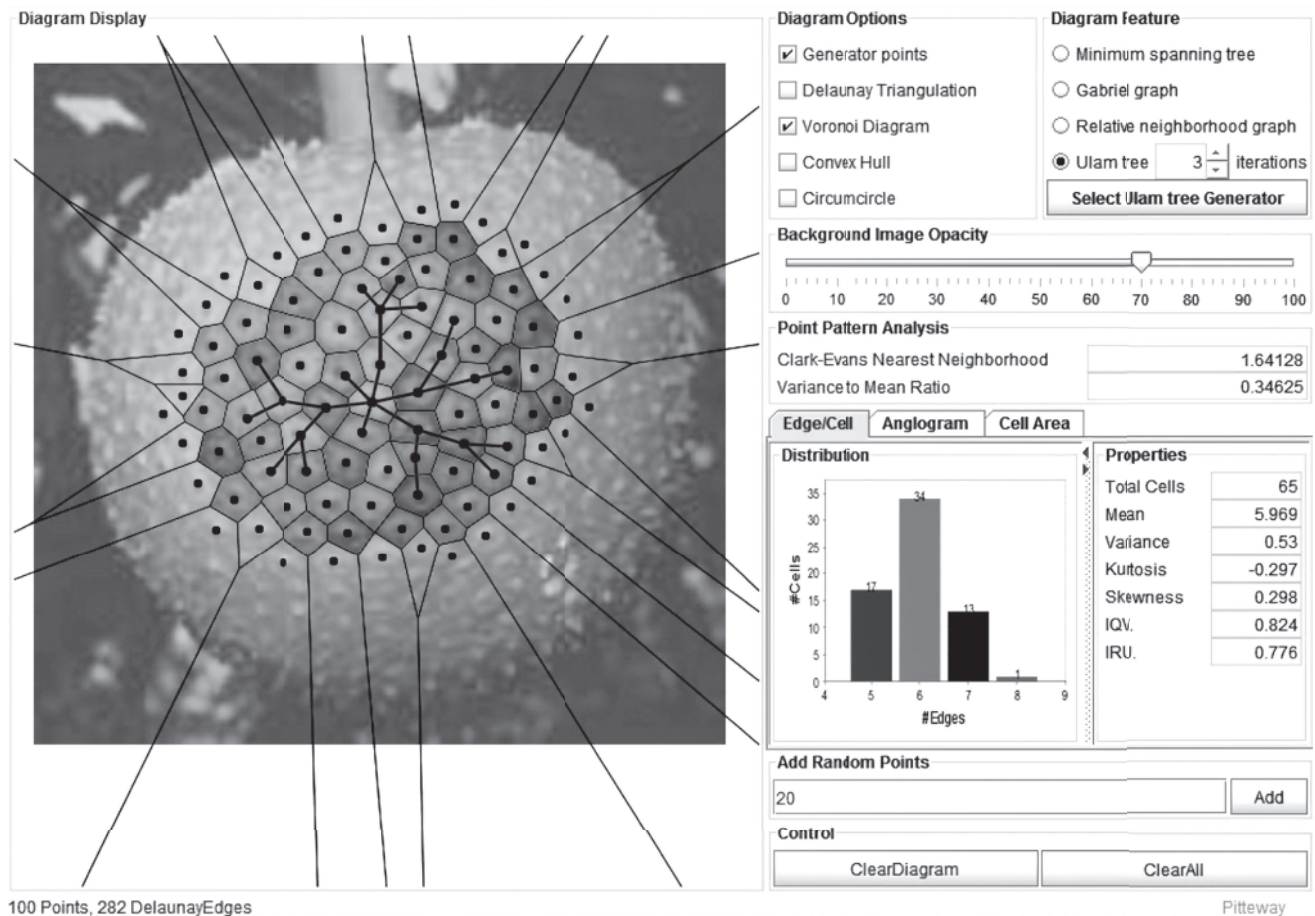 Diagram Display
Diagram Options
Generator points
Delaunay Triangulation
Voronoi Diagram
Convex Hull
Circumcircle
Diagram Feature
Minimum spanning tree
Gabriel graph
Relative neighborhood graph
Ulam tree 3 iterations
Select Ulam tree Generator
Background Image Opacity
0 10 20 30 40 50 60 70 80 90 100
Point Pattern Analysis
Clark-Evans Nearest Neighborhood 1.64128
Variance to Mean Ratio 0.34625
Edge/Cell Anglogram Cell Area
Distribution
35
30
25
20
15
10
5
0
#Cells
17 34 13 1
4 5 6 7 8 9
#Edges
Properties
Total Cells 65
Mean 5.969
Variance 0.53
Kurtosis -0.297
Skewness 0.298
IQV. 0.824
IRU. 0.776
Add Random Points
20 Add
Control
ClearDiagram ClearAll
100 Points, 282 DelaunayEdges Pitteway